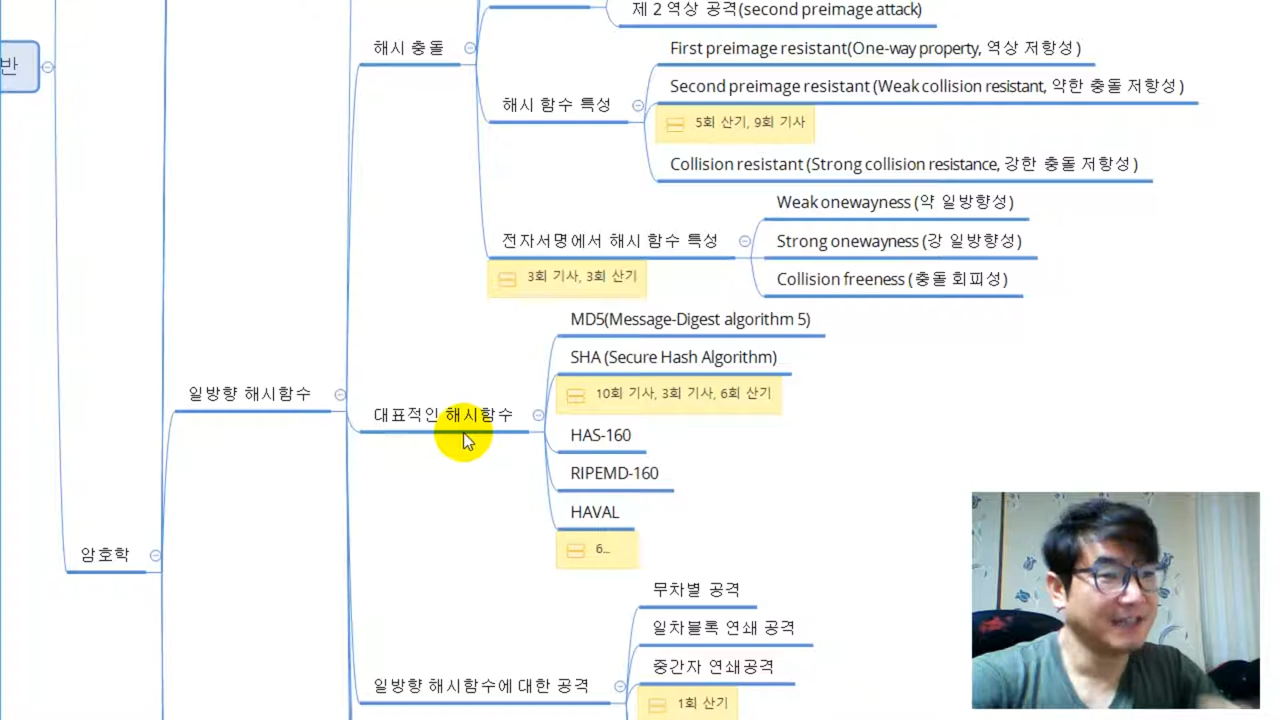 제 2 역상 공격(second preimage attack)
해시 충돌
First preimage resistant(One-way property, 역상 저항성)
Second preimage resistant (Weak collision resistant, 약한 충돌 저항성)
해시 함수 특성
5회 산기, 9회 기사
Collision resistant (Strong collision resistance, 강한 충돌 저항성)
Weak onewayness (약 일방향성)
전자서명에서 해시 함수 특성
Strong onewayness (강 일방향성)
3회 기사, 3회 산기
Collision freeness (충돌 회피성)
반
MD5(Message-Digest algorithm 5)
SHA (Secure Hash Algorithm)
10회 기사, 3회 기사, 6회 산기
일방향 해시함수
대표적인 해시함수
HAS-160
RIPEMD-160
HAVAL
6...
암호학
무차별 공격
일차블록 연쇄 공격
중간자 연쇄공격
일방향 해시함수에 대한 공격
1회 산기